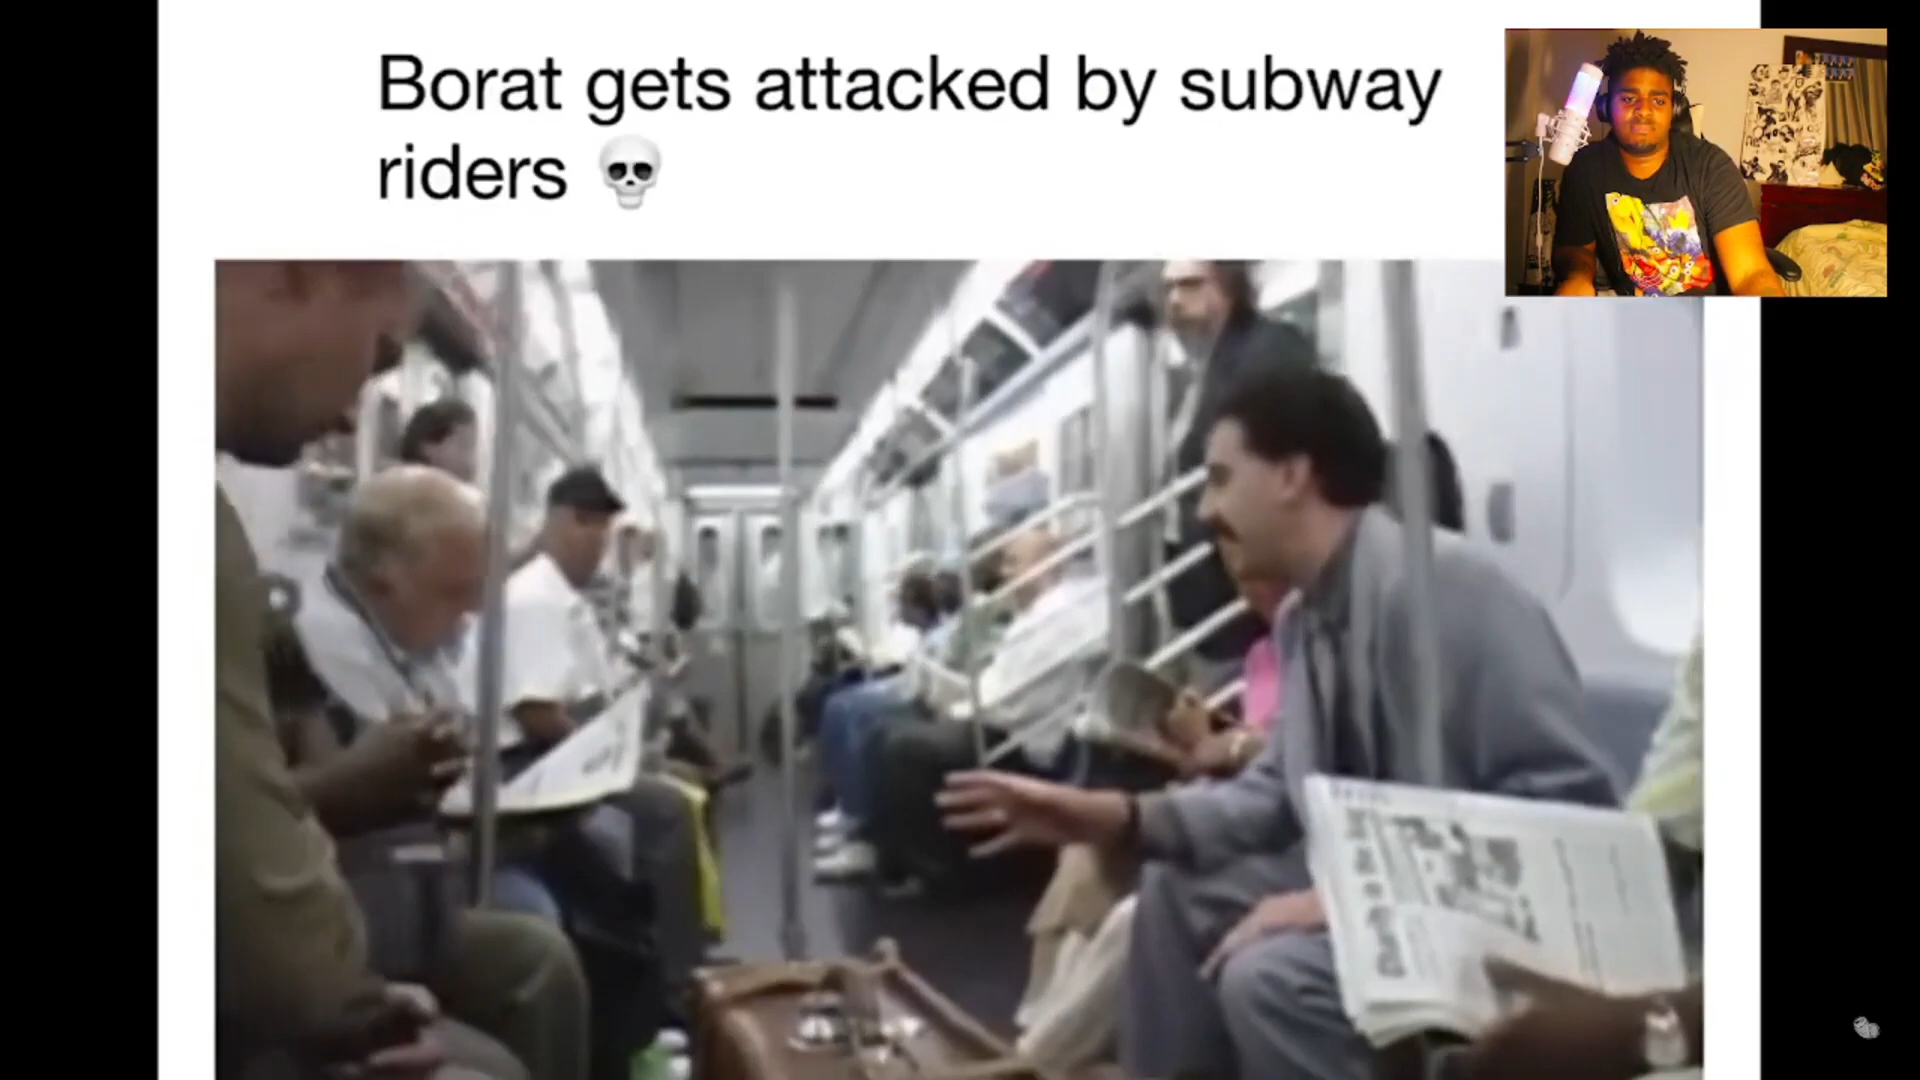 Borat gets attacked by subway
riders 💀